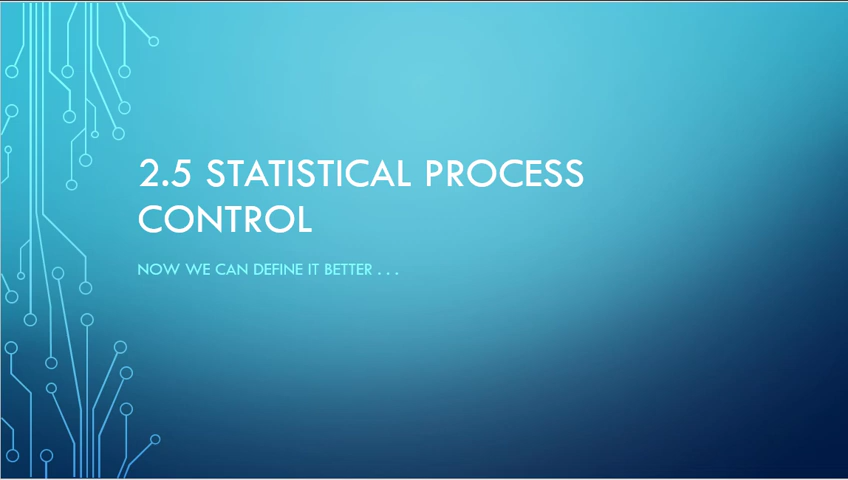 2.5 STATISTICAL PROCESS
CONTROL
NOW WE CAN DEFINE IT BETTER . . .